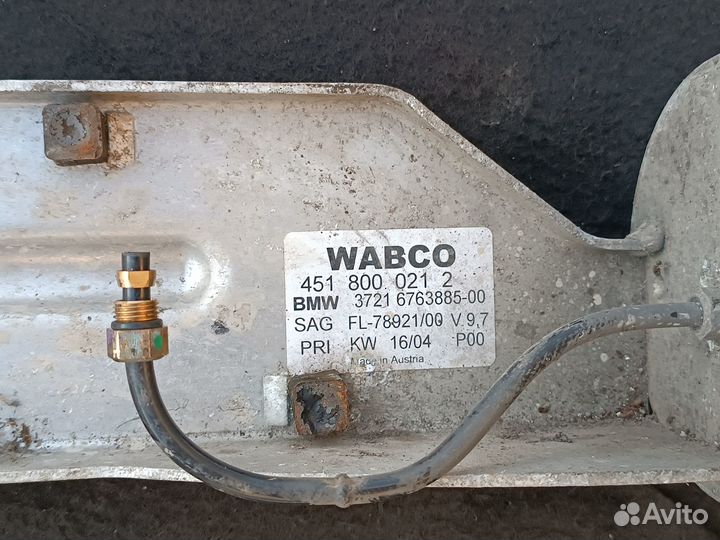 WABCO
451 800 021 2
BMW 3721 6763885-00
SAG FL-78921/00 V 9,7
PRI KW 16/04 P00
Made in Austria
Avito